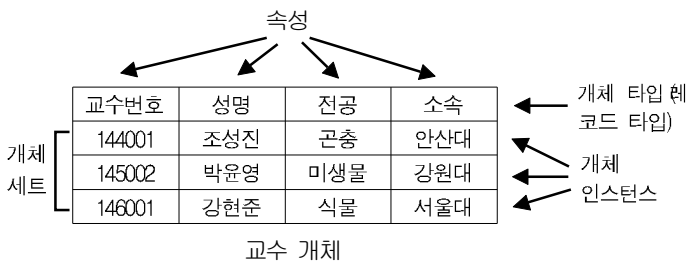 속성
교수번호 성명 전공 소속
144001 조성진 곤충 안산대
145002 박윤영 미생물 강원대
146001 강현준 식물 서울대
개체
세트
개체 타입(레
코드 타입)
개체
인스턴스
교수 개체